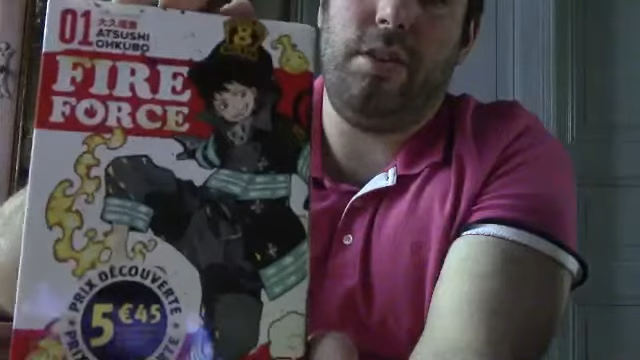 01
大久保篤
ATSUSHI
OHKUBO
FIRE
FORCE
8
PRIX DÉCOUVERTE
5€45